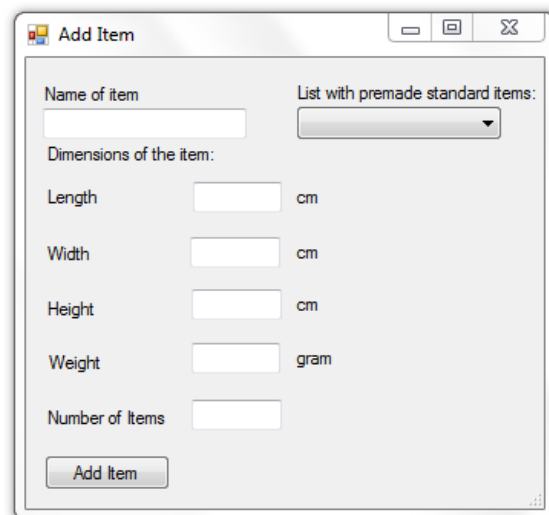 Add Item
Name of item
List with premade standard items:
Dimensions of the item:
Length cm
Width cm
Height cm
Weight gram
Number of Items
Add Item